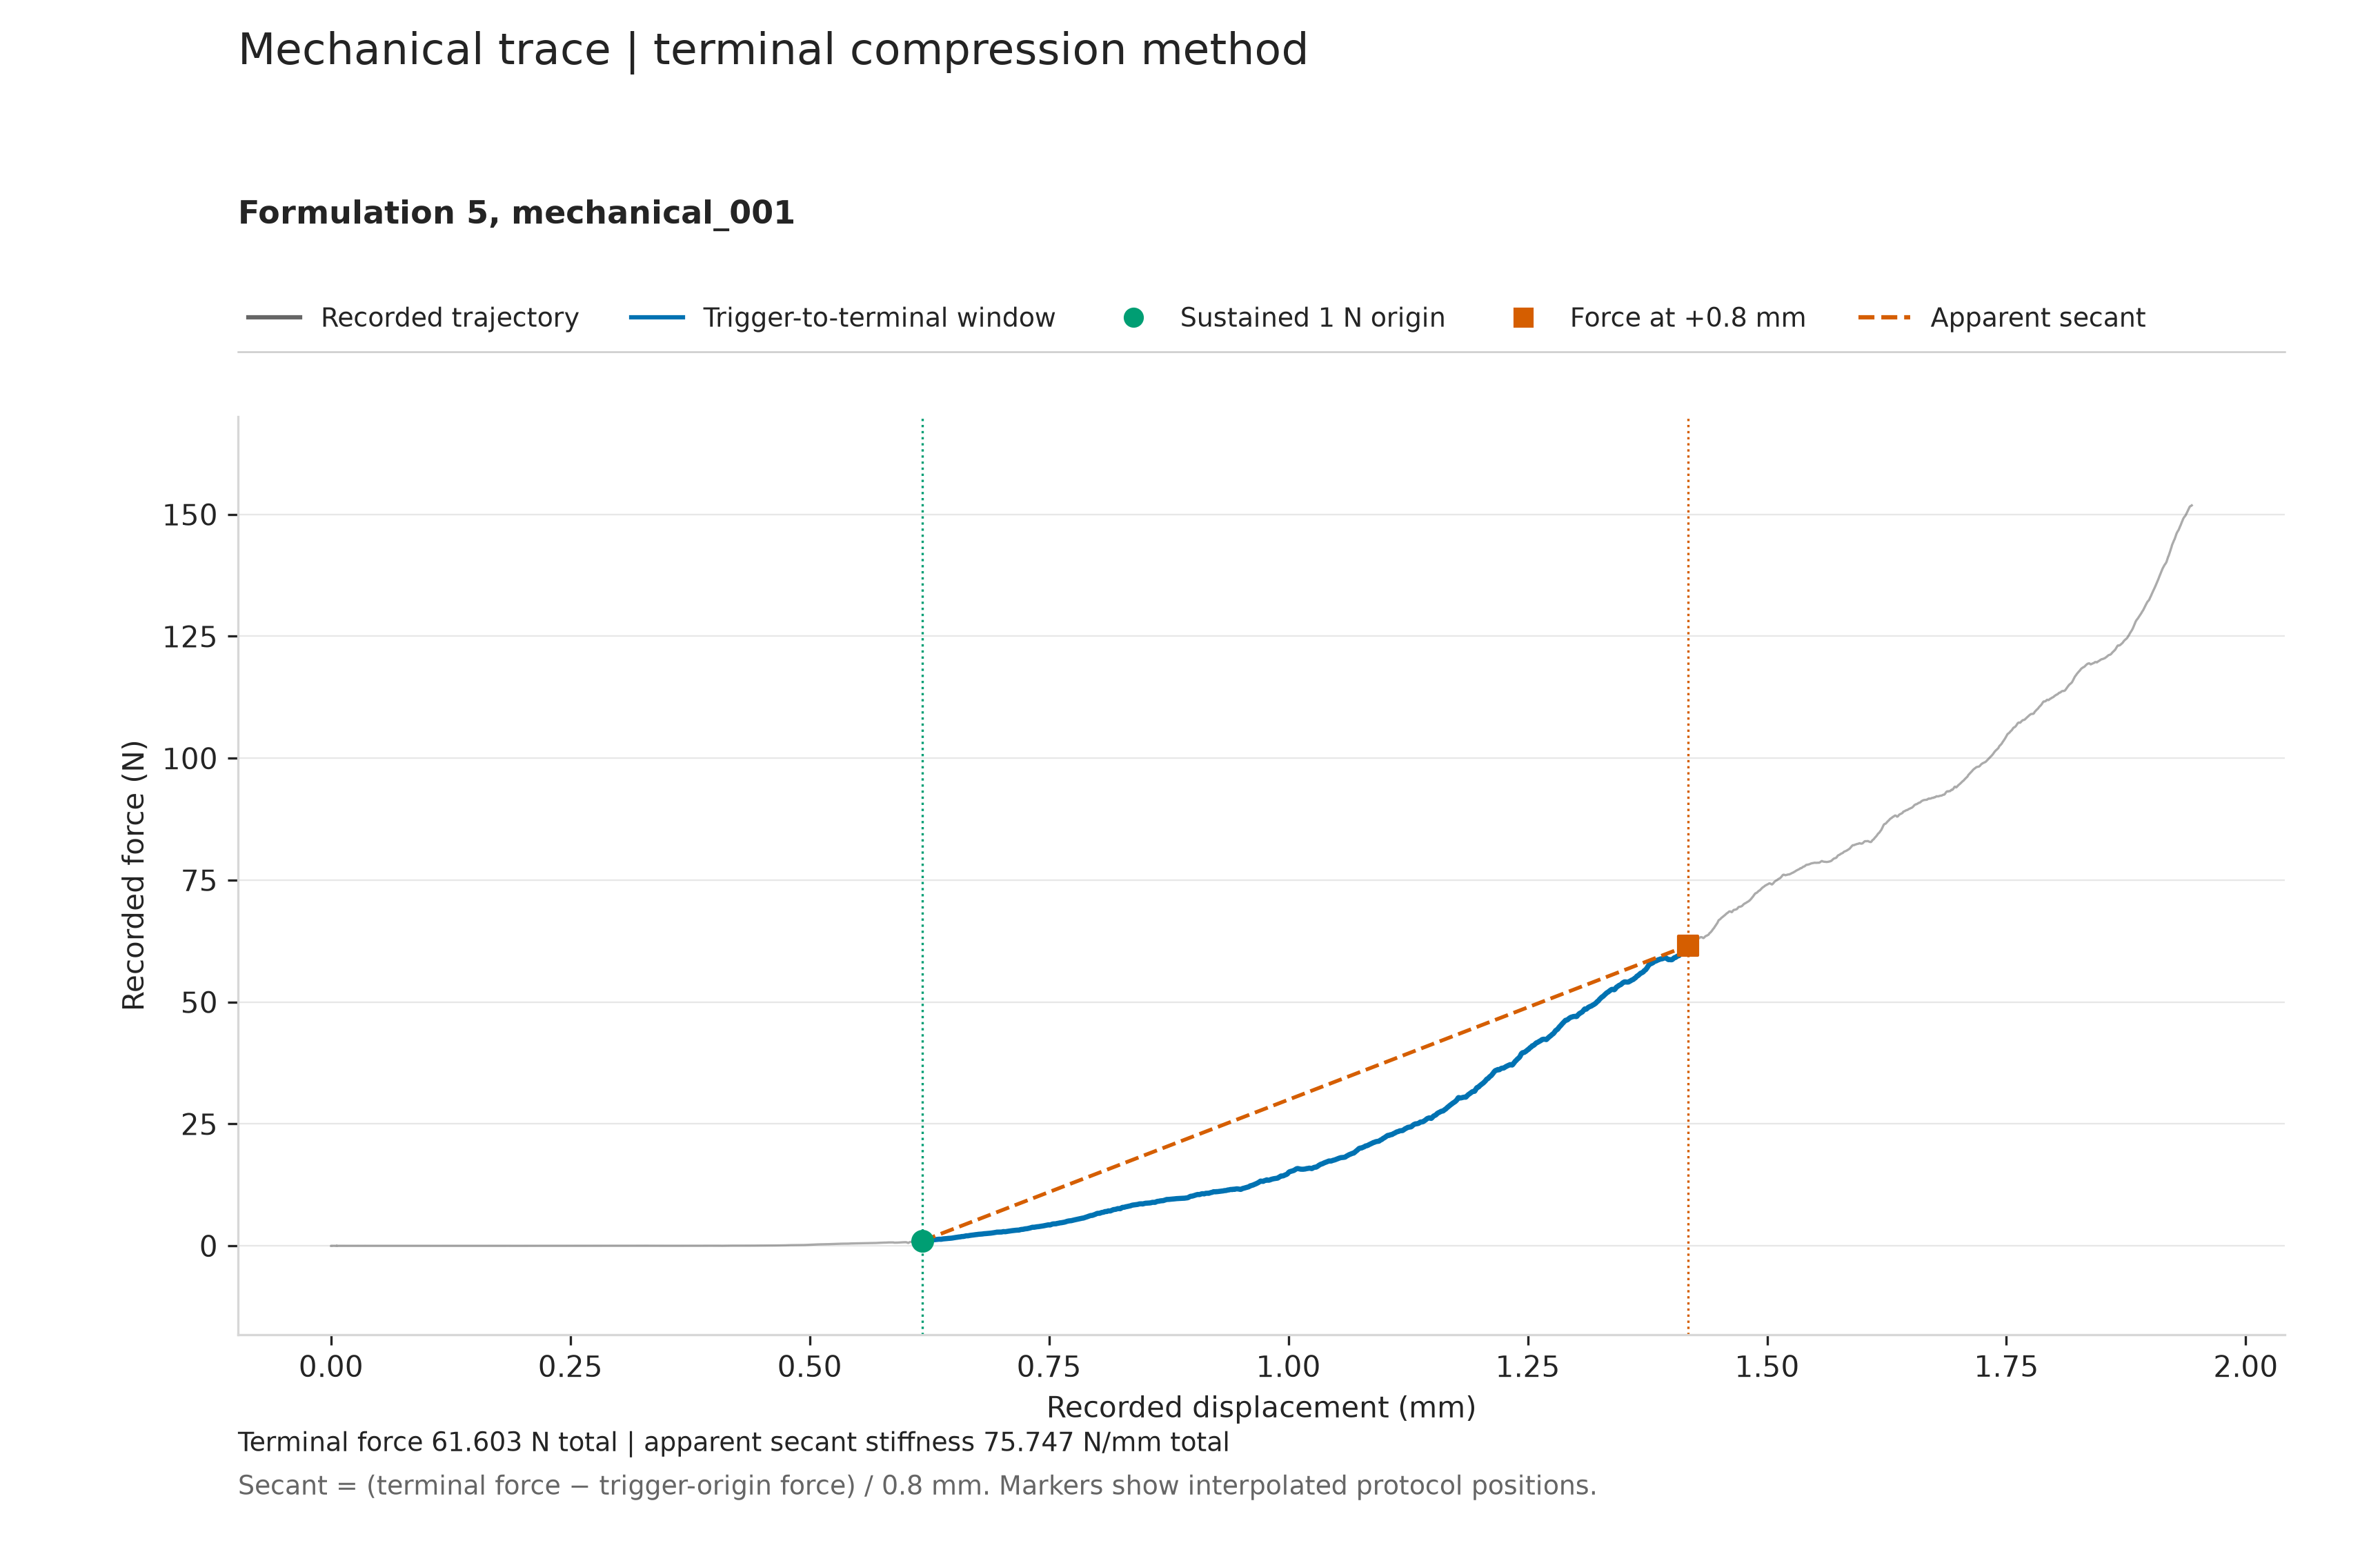 Mechanical trace | terminal compression method
Formulation 5, mechanical_001
Recorded trajectory
Trigger-to-terminal window
Sustained 1 N origin
Force at +0.8 mm
Apparent secant
Recorded force (N)
150
125
100
75
50
25
0
0.00
0.25
0.50
0.75
1.00
1.25
1.50
1.75
2.00
Recorded displacement (mm)
Terminal force 61.603 N total | apparent secant stiffness 75.747 N/mm total
Secant = (terminal force − trigger-origin force) / 0.8 mm. Markers show interpolated protocol positions.